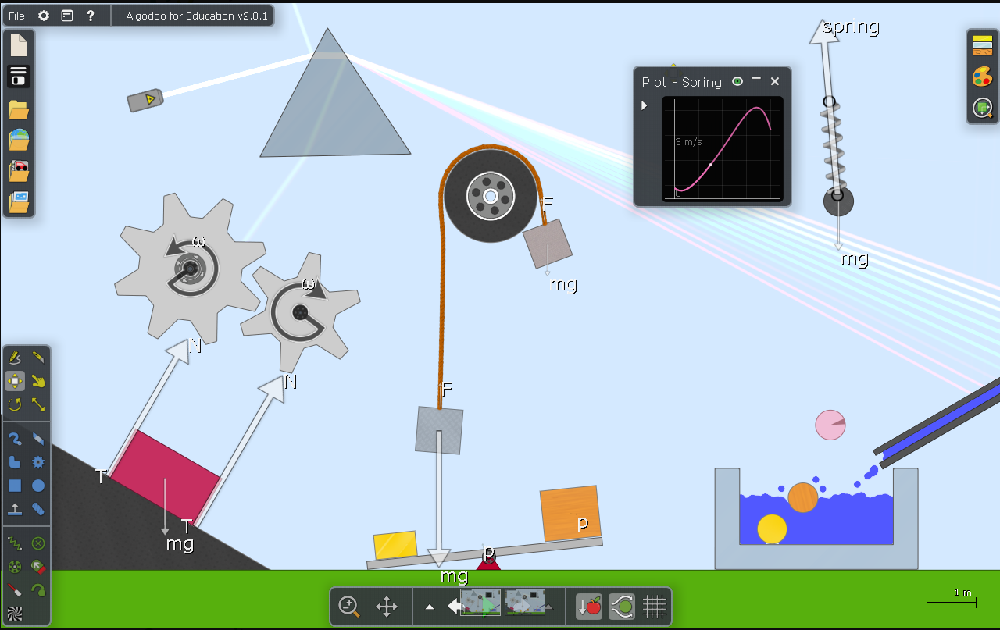 File ? Algodoo for Education v2.0.1
spring
Plot - Spring
3 m/s
0
F
ω
mg
mg
ω
N
N
F
T
T
mg
p
p
mg
1 m